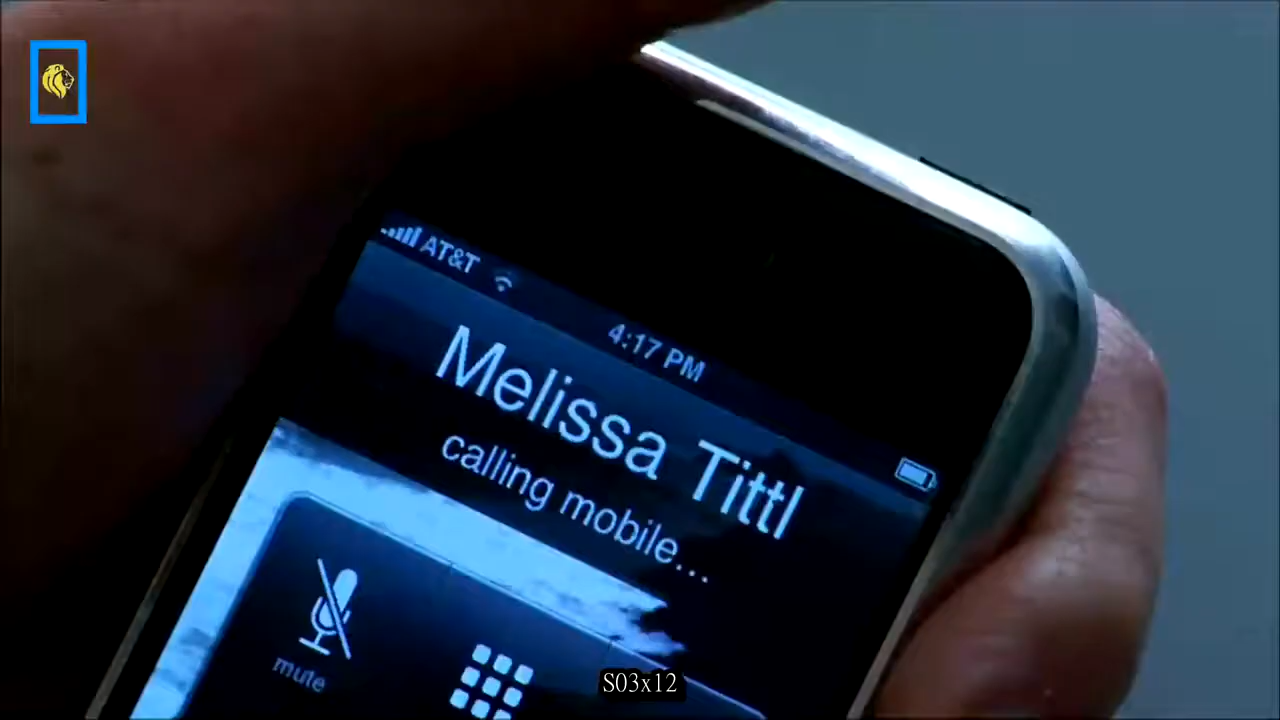 AT&T
4:17 PM
Melissa Tittl
calling mobile...
mute
S03x12